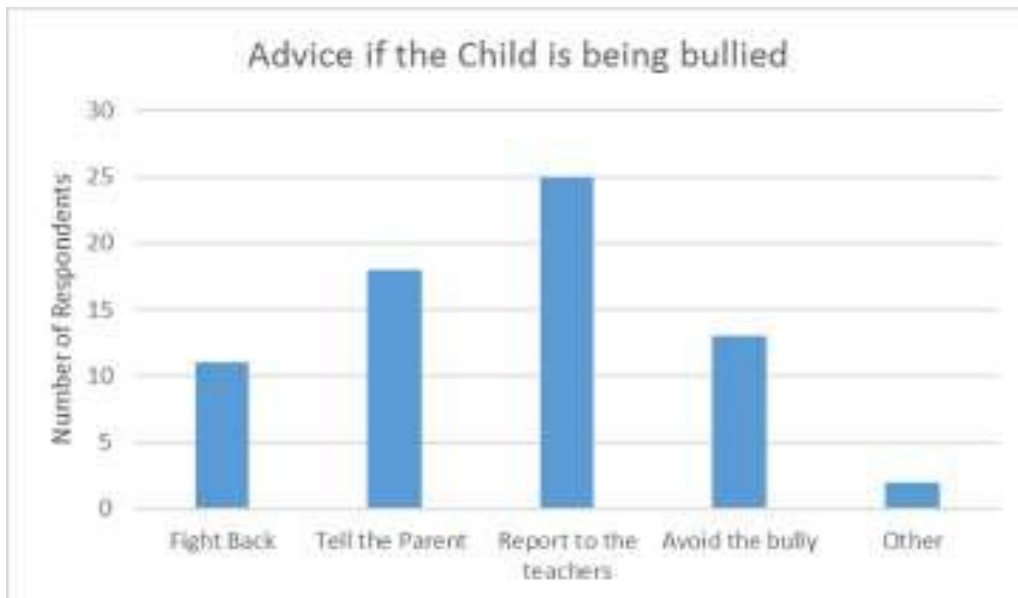 Advice if the Child is being bullied
Number of Respondents
30
25
20
15
10
5
0
Fight Back
Tell the Parent
Report to the
teachers
Avoid the bully
Other